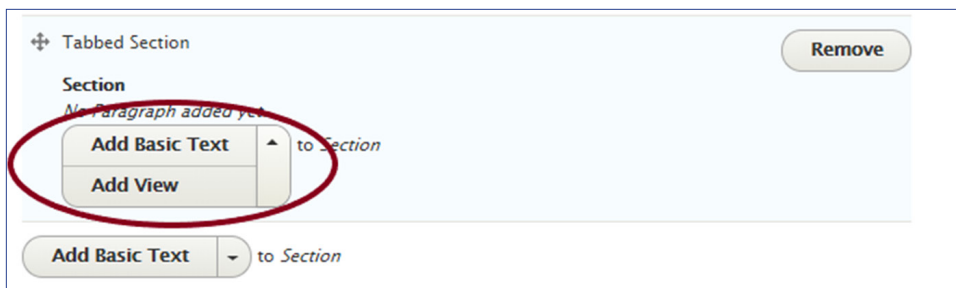 Tabbed Section
Remove
Section
No Paragraph added yet.
Add Basic Text to Section
Add View
Add Basic Text to Section